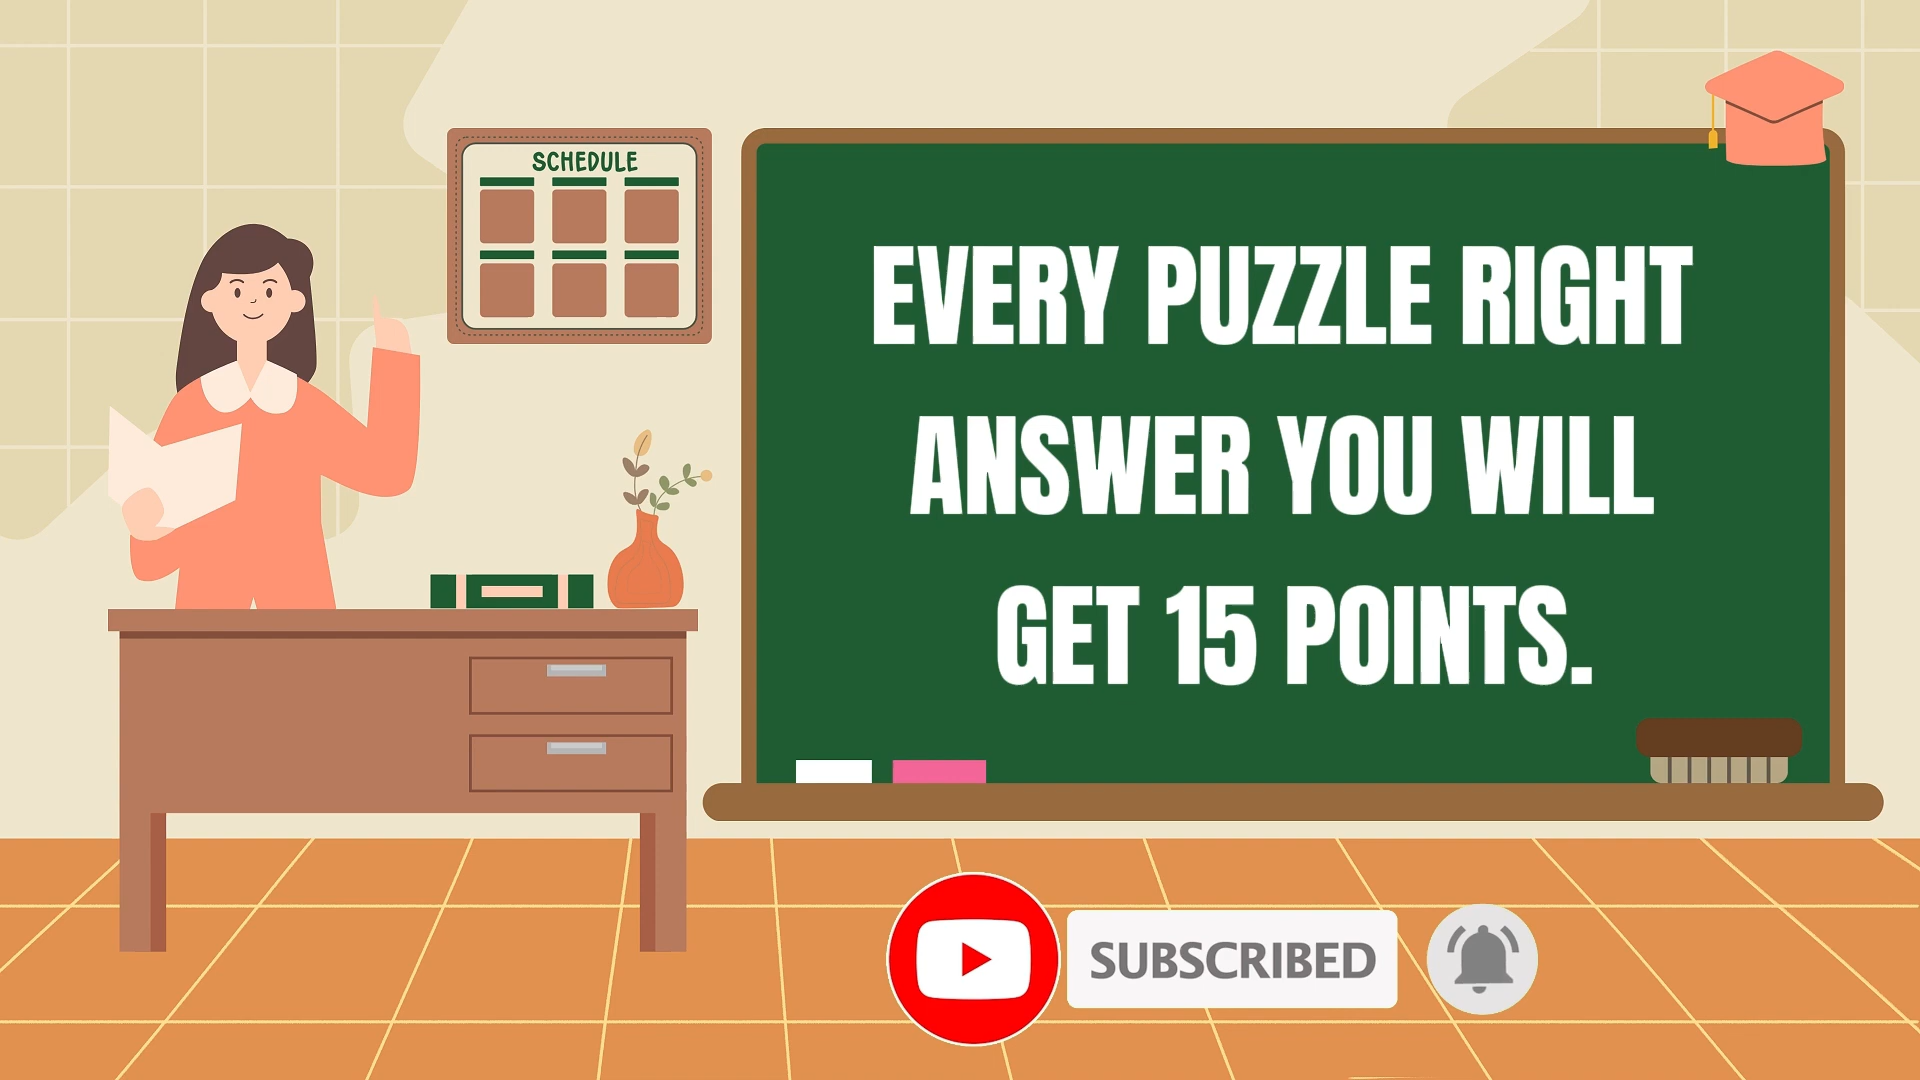 SCHEDULE
EVERY PUZZLE RIGHT
ANSWER YOU WILL
GET 15 POINTS.
SUBSCRIBED